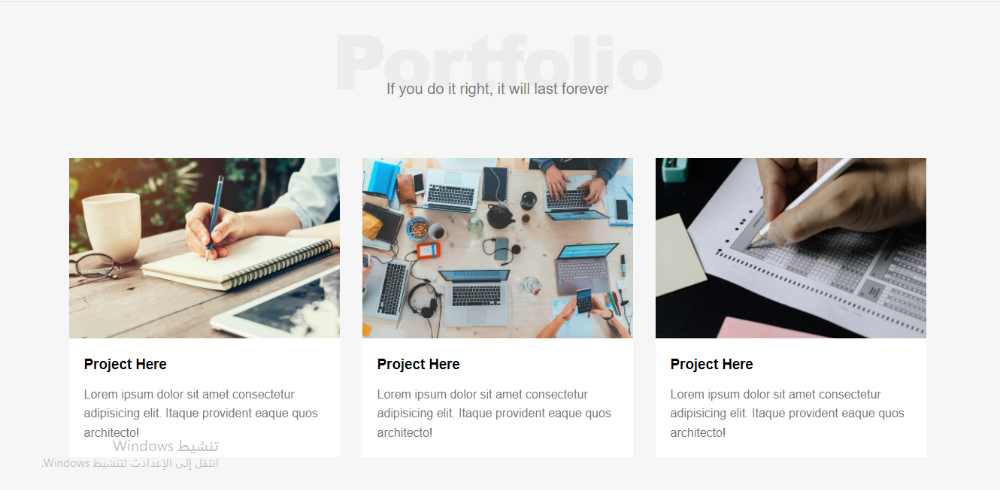 Portfolio
If you do it right, it will last forever
Project Here
Lorem ipsum dolor sit amet consectetur
adipisicing elit. Itaque provident eaque quos
architecto!
Project Here
Lorem ipsum dolor sit amet consectetur
adipisicing elit. Itaque provident eaque quos
architecto!
Project Here
Lorem ipsum dolor sit amet consectetur
adipisicing elit. Itaque provident eaque quos
architecto!
تنشيط Windows
انتقل إلى الإعدادت لتنشيط Windows.